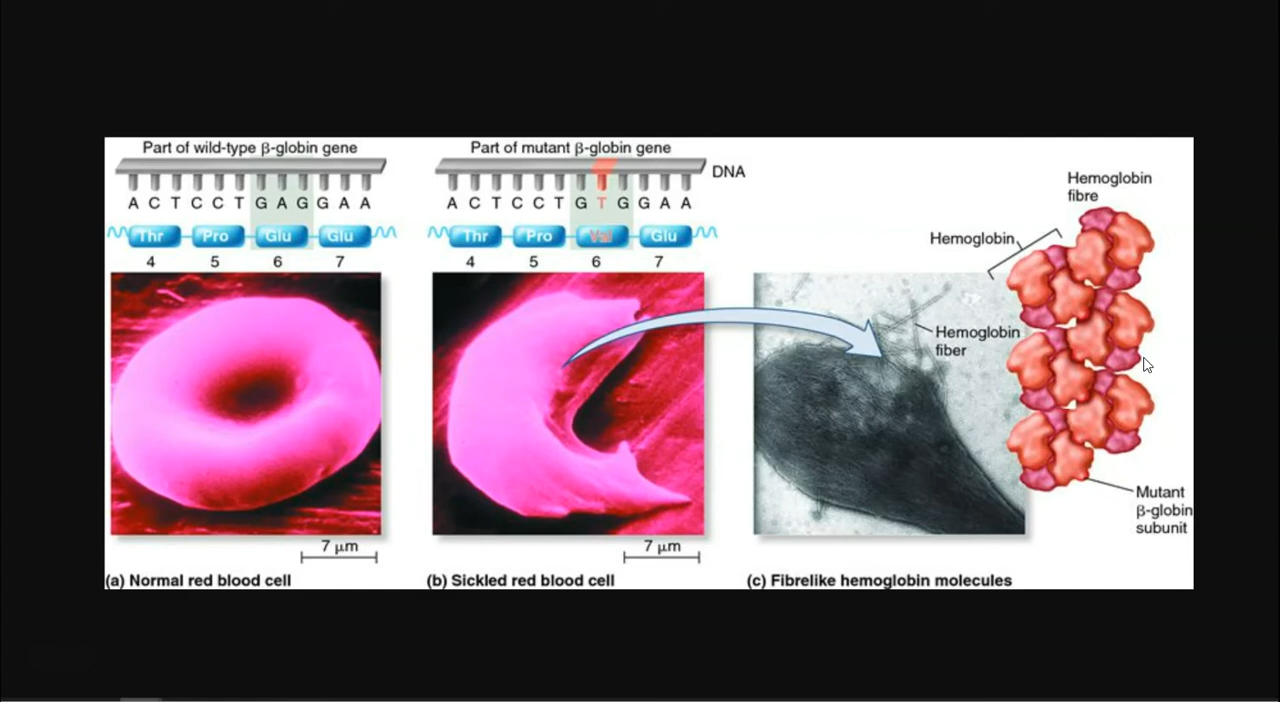 Part of wild-type β-globin gene
A C T C C T G A G G A A
Thr Pro Glu Glu
4 5 6 7
7 μm
(a) Normal red blood cell
Part of mutant β-globin gene
DNA
A C T C C T G T G G A A
Thr Pro Val Glu
4 5 6 7
7 μm
(b) Sickled red blood cell
Hemoglobin
fibre
Hemoglobin
Hemoglobin
fiber
Mutant
β-globin
subunit
(c) Fibrelike hemoglobin molecules